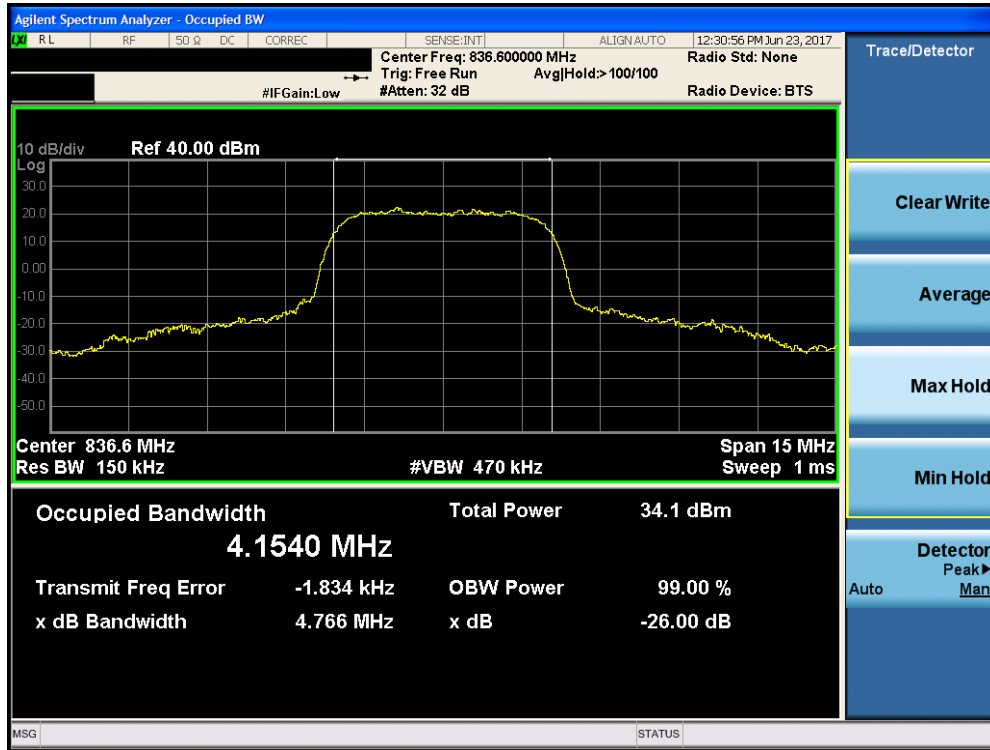 Agilent Spectrum Analyzer - Occupied BW
LXI RL RF 50 Ω DC CORREC SENSE:INT ALIGNAUTO 12:30:56 PM Jun 23, 2017
Center Freq: 836.600000 MHz Radio Std: None
Trig: Free Run Avg|Hold:>100/100
#IFGain:Low #Atten: 32 dB Radio Device: BTS
10 dB/div Ref 40.00 dBm
Log
30.0
20.0
10.0
0.00
-10.0
-20.0
-30.0
-40.0
-50.0
Center 836.6 MHz Span 15 MHz
Res BW 150 kHz #VBW 470 kHz Sweep 1 ms
Occupied Bandwidth Total Power 34.1 dBm
4.1540 MHz
Transmit Freq Error -1.834 kHz OBW Power 99.00 %
x dB Bandwidth 4.766 MHz x dB -26.00 dB
MSG STATUS
Trace/Detector
Clear Write
Average
Max Hold
Min Hold
Detector
Peak▶
Auto Man